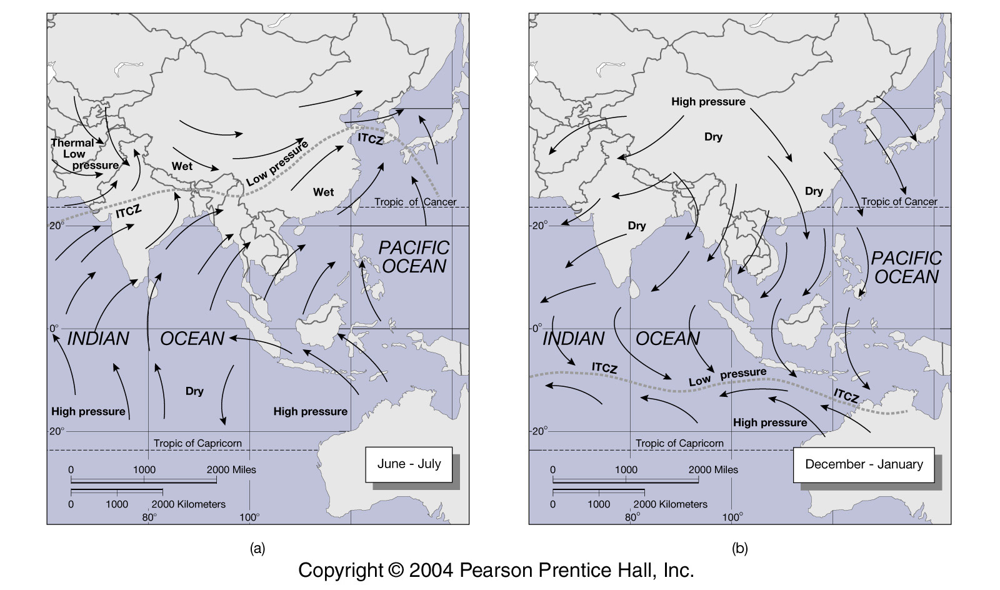 Thermal
Low
pressure
Wet
Low pressure
ITCZ
Wet
ITCZ
Tropic of Cancer
20°
PACIFIC
OCEAN
0°
INDIAN OCEAN
Dry
High pressure
High pressure
20°
Tropic of Capricorn
June - July
0 1000 2000 Miles
0 1000 2000 Kilometers
80° 100°
(a)
High pressure
Dry
Dry
Tropic of Cancer
20°
Dry
PACIFIC
OCEAN
0°
INDIAN OCEAN
ITCZ
Low pressure
ITCZ
High pressure
20°
Tropic of Capricorn
December - January
0 1000 2000 Miles
0 1000 2000 Kilometers
80° 100°
(b)
Copyright © 2004 Pearson Prentice Hall, Inc.